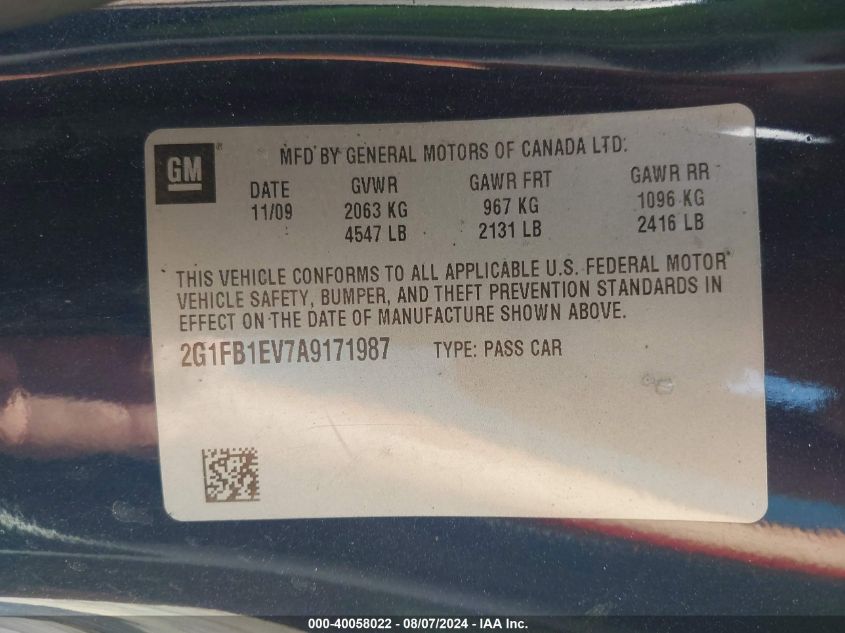 GM®
MFD BY GENERAL MOTORS OF CANADA LTD.
DATE GVWR GAWR FRT GAWR RR
11/09 2063 KG 967 KG 1096 KG
4547 LB 2131 LB 2416 LB
THIS VEHICLE CONFORMS TO ALL APPLICABLE U.S. FEDERAL MOTOR
VEHICLE SAFETY, BUMPER, AND THEFT PREVENTION STANDARDS IN
EFFECT ON THE DATE OF MANUFACTURE SHOWN ABOVE.
2G1FB1EV7A9171987 TYPE: PASS CAR
000-40058022 - 08/07/2024 - IAA Inc.